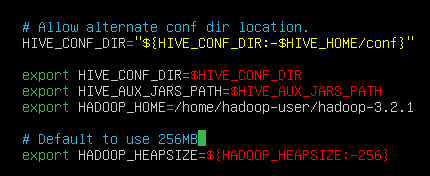 # Allow alternate conf dir location.
HIVE_CONF_DIR="${HIVE_CONF_DIR:-$HIVE_HOME/conf}"
export HIVE_CONF_DIR=$HIVE_CONF_DIR
export HIVE_AUX_JARS_PATH=$HIVE_AUX_JARS_PATH
export HADOOP_HOME=/home/hadoop-user/hadoop-3.2.1
# Default to use 256MB
export HADOOP_HEAPSIZE=${HADOOP_HEAPSIZE:-256}